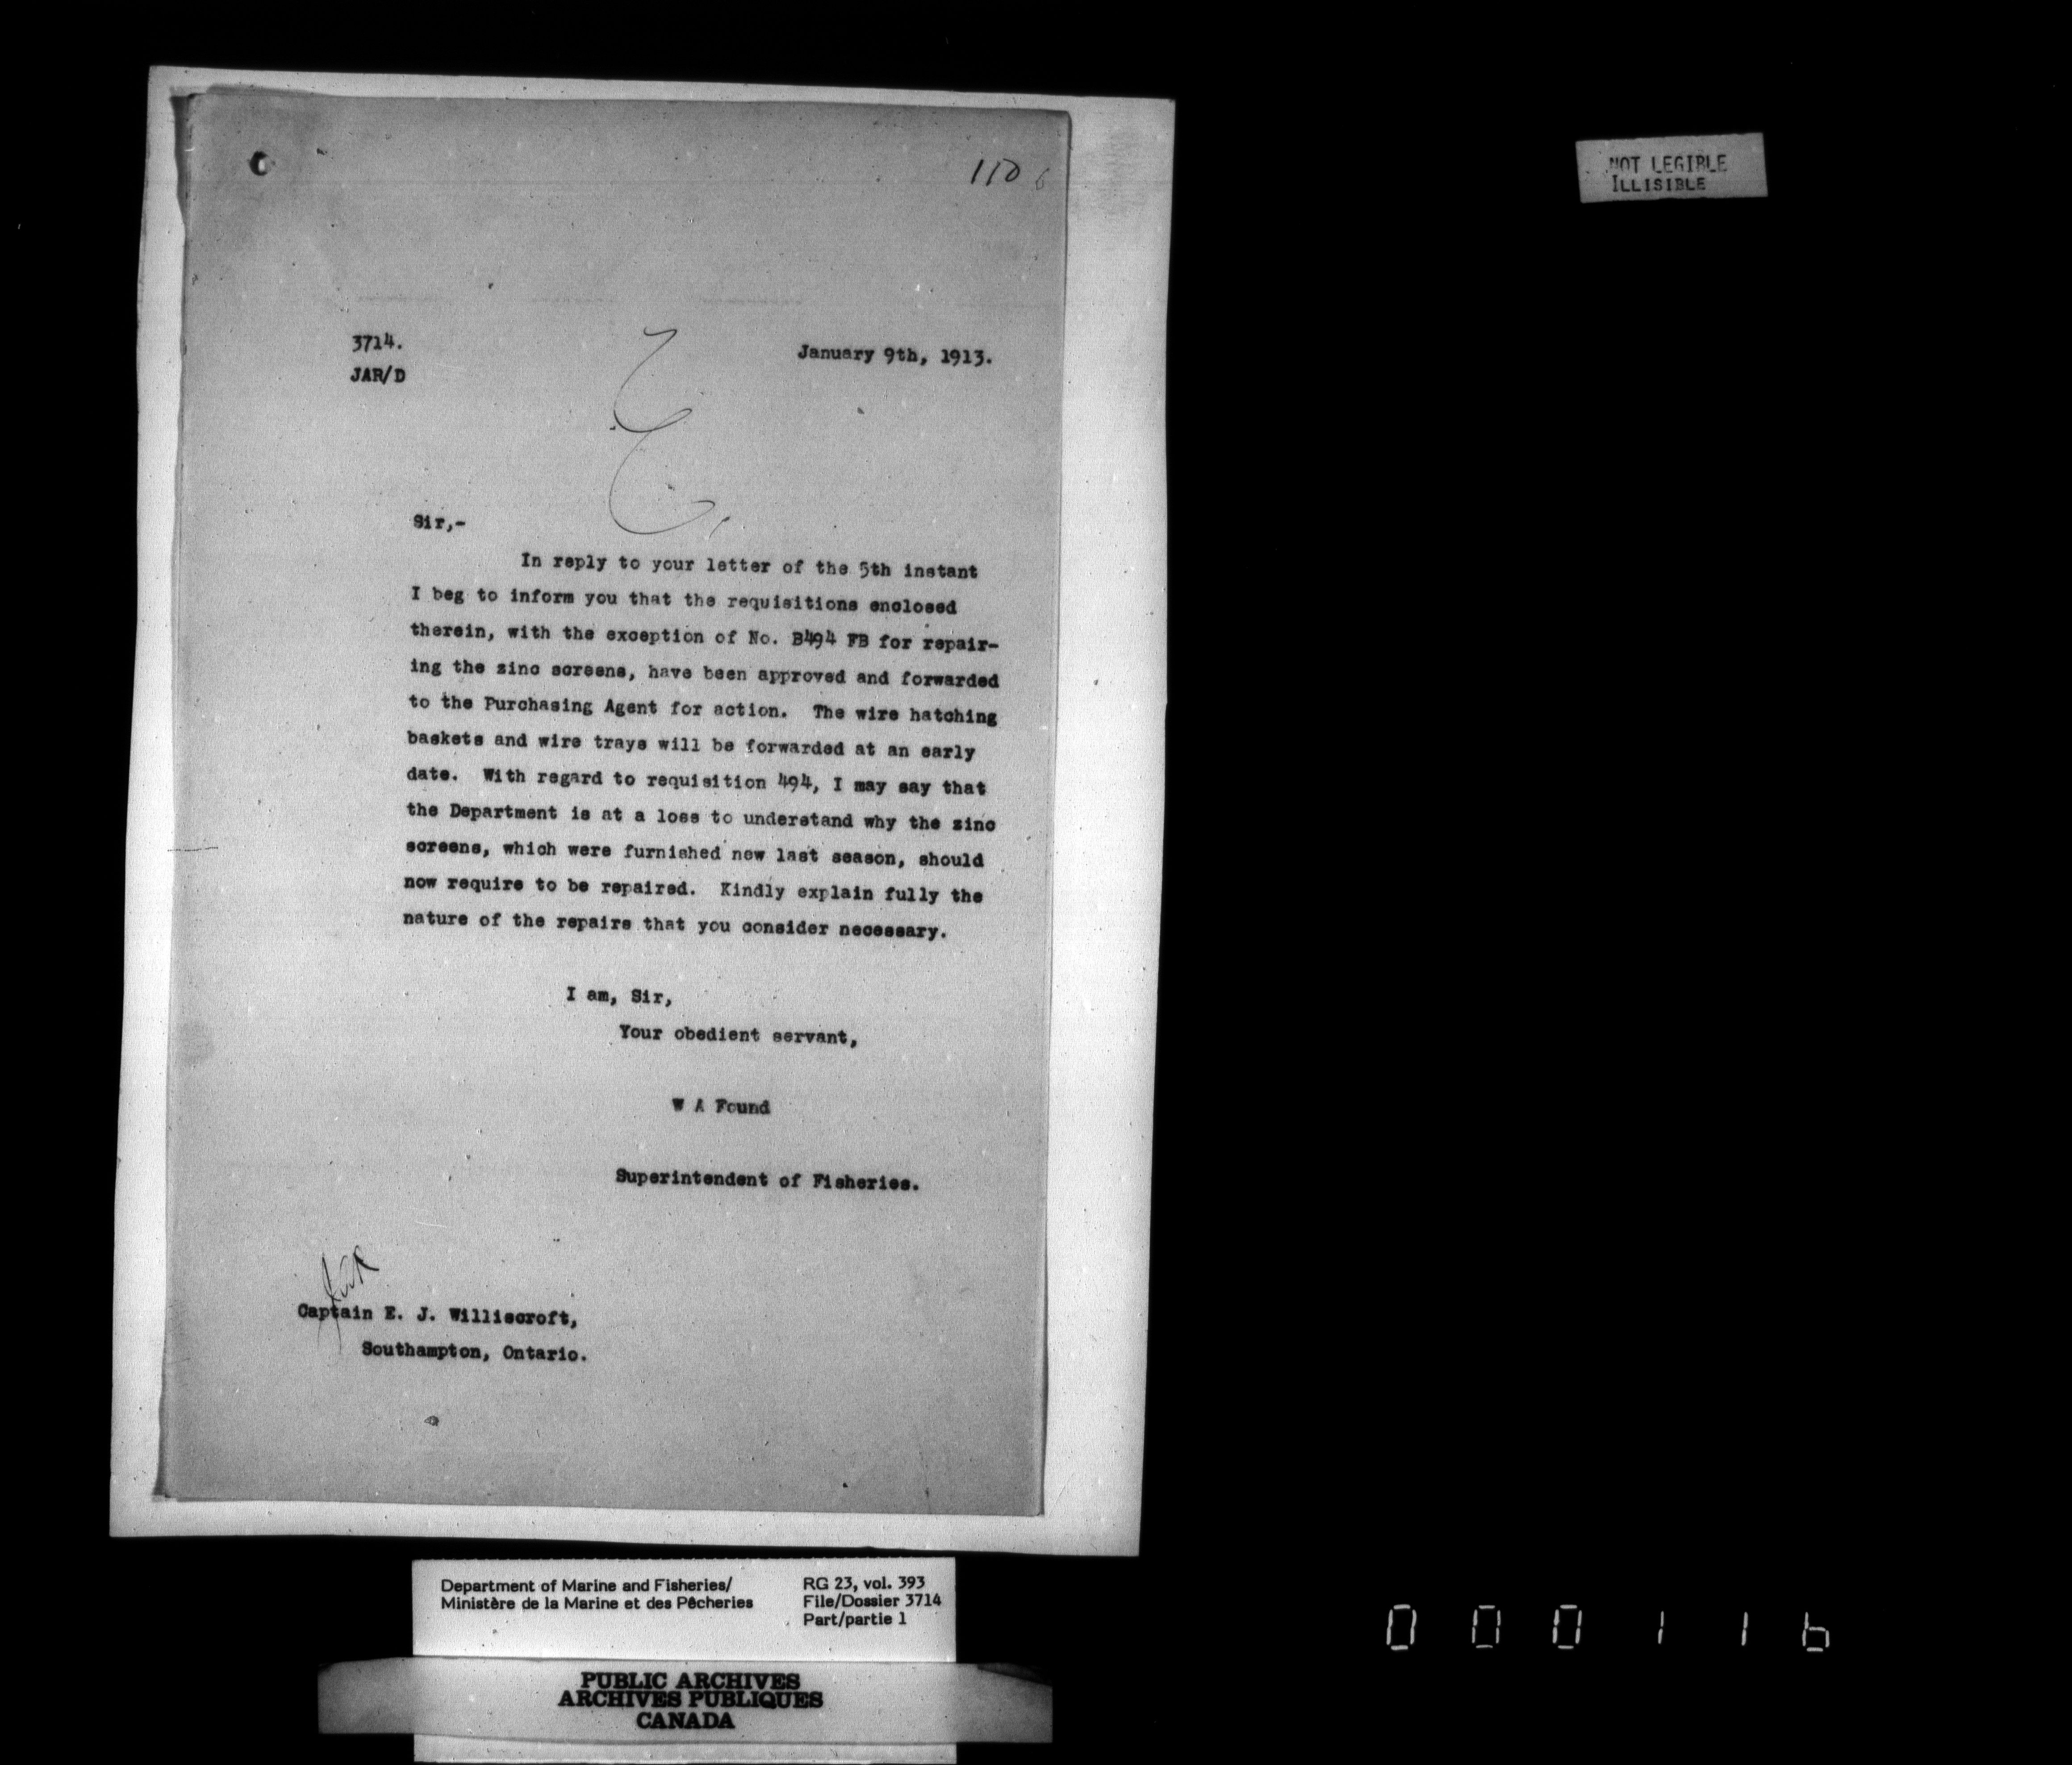 110
NOT LEGIBLE
ILLISIBLE
3714.
January 9th, 1913.
JAR/D
Sir,-
In reply to your letter of the 5th instant
I beg to inform you that the requisitions enclosed
therein, with the exception of No. B494 FB for repair-
ing the zinc screens, have been approved and forwarded
to the Purchasing Agent for action. The wire hatching
baskets and wire trays will be forwarded at an early
date. With regard to requisition 494, I may say that
the Department is at a loss to understand why the zinc
screens, which were furnished new last season, should
now require to be repaired. Kindly explain fully the
nature of the repairs that you consider necessary.
I am, Sir,
Your obedient servant,
W A Found
Superintendent of Fisheries.
Captain E. J. Williscroft,
Southampton, Ontario.
Department of Marine and Fisheries/
Ministère de la Marine et des Pêcheries
RG 23, vol. 393
File/Dossier 3714
Part/partie 1
PUBLIC ARCHIVES
ARCHIVES PUBLIQUES
CANADA
000116